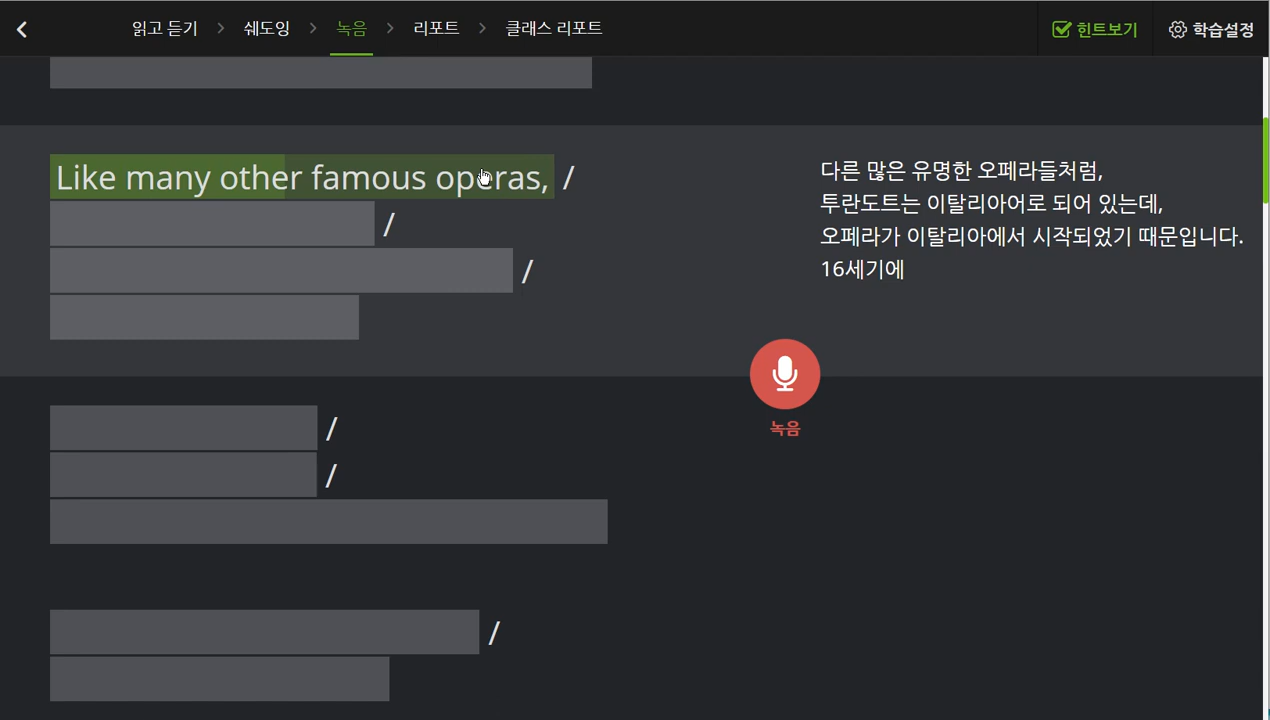 읽고 듣기 > 쉐도잉 > 녹음 > 리포트 > 클래스 리포트
힌트보기
학습설정
Like many other famous operas, /
/
/
다른 많은 유명한 오페라들처럼,
투란도트는 이탈리아어로 되어 있는데,
오페라가 이탈리아에서 시작되었기 때문입니다.
16세기에
녹음
/
/
/